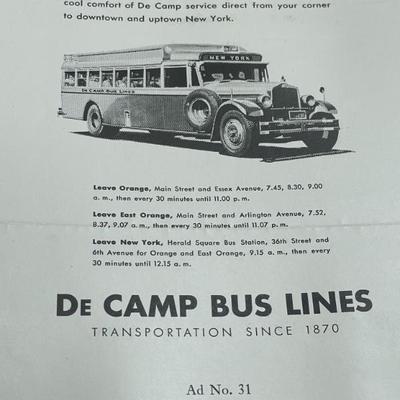 cool comfort of De Camp service direct from your corner
to downtown and uptown New York.
NEW YORK
DE CAMP BUS LINES
Leave Orange, Main Street and Essex Avenue, 7.45, 8.30, 9.00
a. m., then every 30 minutes until 11.00 p. m.
Leave East Orange, Main Street and Arlington Avenue, 7.52,
8.37, 9.07 a. m., then every 30 minutes until 11.07 p. m.
Leave New York, Herald Square Bus Station, 36th Street and
6th Avenue for Orange and East Orange, 9.15 a. m., then every
30 minutes until 12.15 a. m.
DE CAMP BUS LINES
TRANSPORTATION SINCE 1870
Ad No. 31